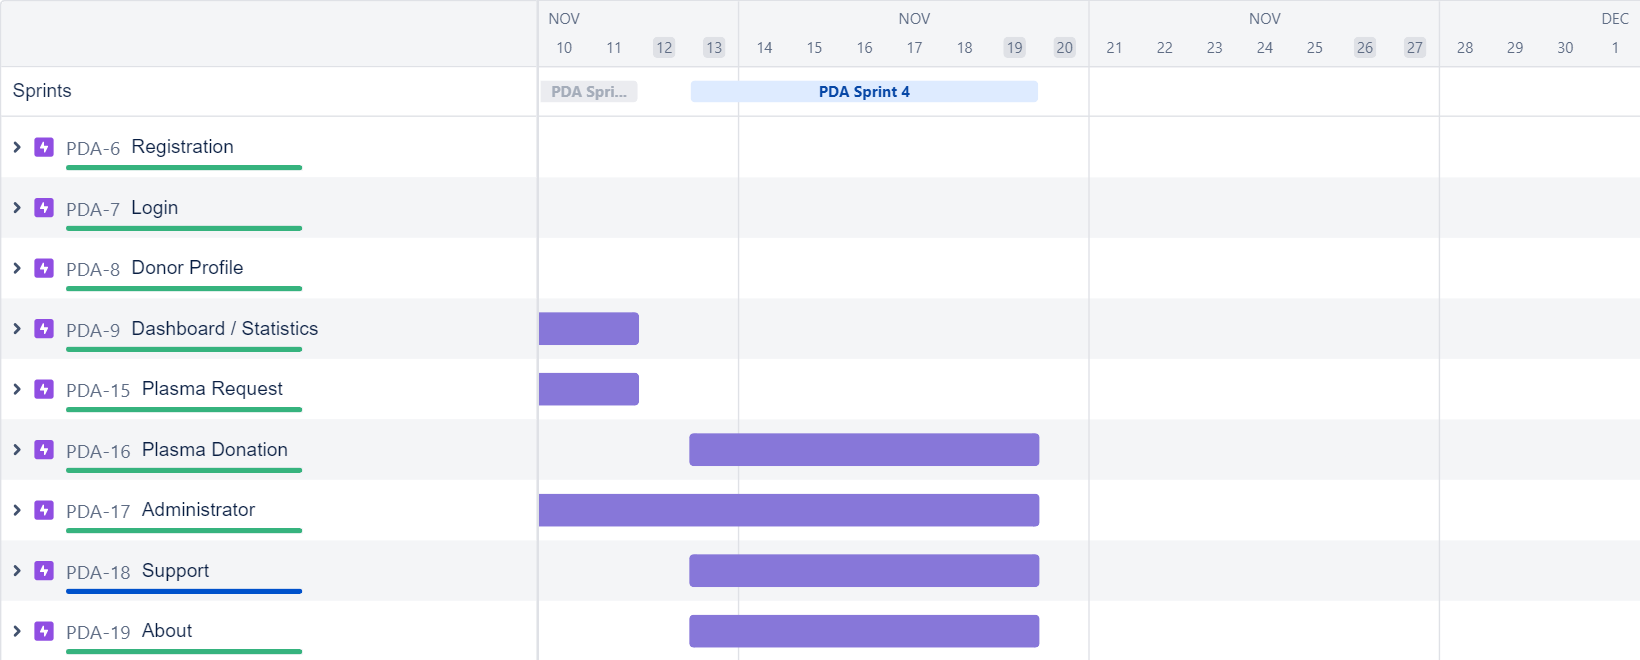 NOV NOV NOV DEC
10 11 12 13 14 15 16 17 18 19 20 21 22 23 24 25 26 27 28 29 30 1
Sprints PDA Spri... PDA Sprint 4
PDA-6 Registration
PDA-7 Login
PDA-8 Donor Profile
PDA-9 Dashboard / Statistics
PDA-15 Plasma Request
PDA-16 Plasma Donation
PDA-17 Administrator
PDA-18 Support
PDA-19 About